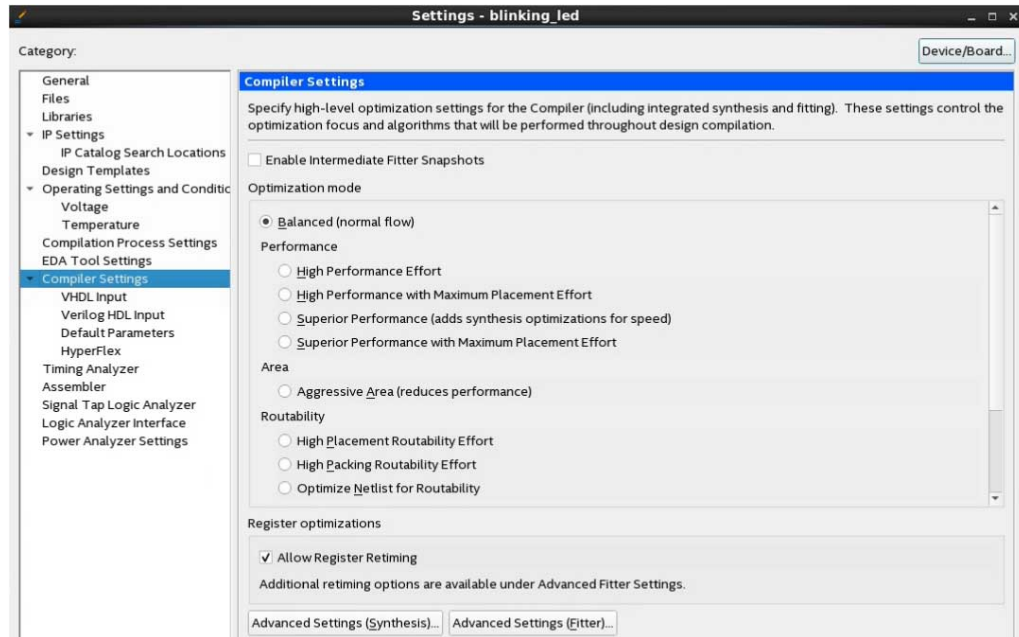 Settings - blinking_led
Category:
Device/Board...
General
Files
Libraries
IP Settings
IP Catalog Search Locations
Design Templates
Operating Settings and Conditic
Voltage
Temperature
Compilation Process Settings
EDA Tool Settings
Compiler Settings
VHDL Input
Verilog HDL Input
Default Parameters
HyperFlex
Timing Analyzer
Assembler
Signal Tap Logic Analyzer
Logic Analyzer Interface
Power Analyzer Settings
Compiler Settings
Specify high-level optimization settings for the Compiler (including integrated synthesis and fitting). These settings control the
optimization focus and algorithms that will be performed throughout design compilation.
Enable Intermediate Fitter Snapshots
Optimization mode
Balanced (normal flow)
Performance
High Performance Effort
High Performance with Maximum Placement Effort
Superior Performance (adds synthesis optimizations for speed)
Superior Performance with Maximum Placement Effort
Area
Aggressive Area (reduces performance)
Routability
High Placement Routability Effort
High Packing Routability Effort
Optimize Netlist for Routability
Register optimizations
Allow Register Retiming
Additional retiming options are available under Advanced Fitter Settings.
Advanced Settings (Synthesis)... Advanced Settings (Fitter)...